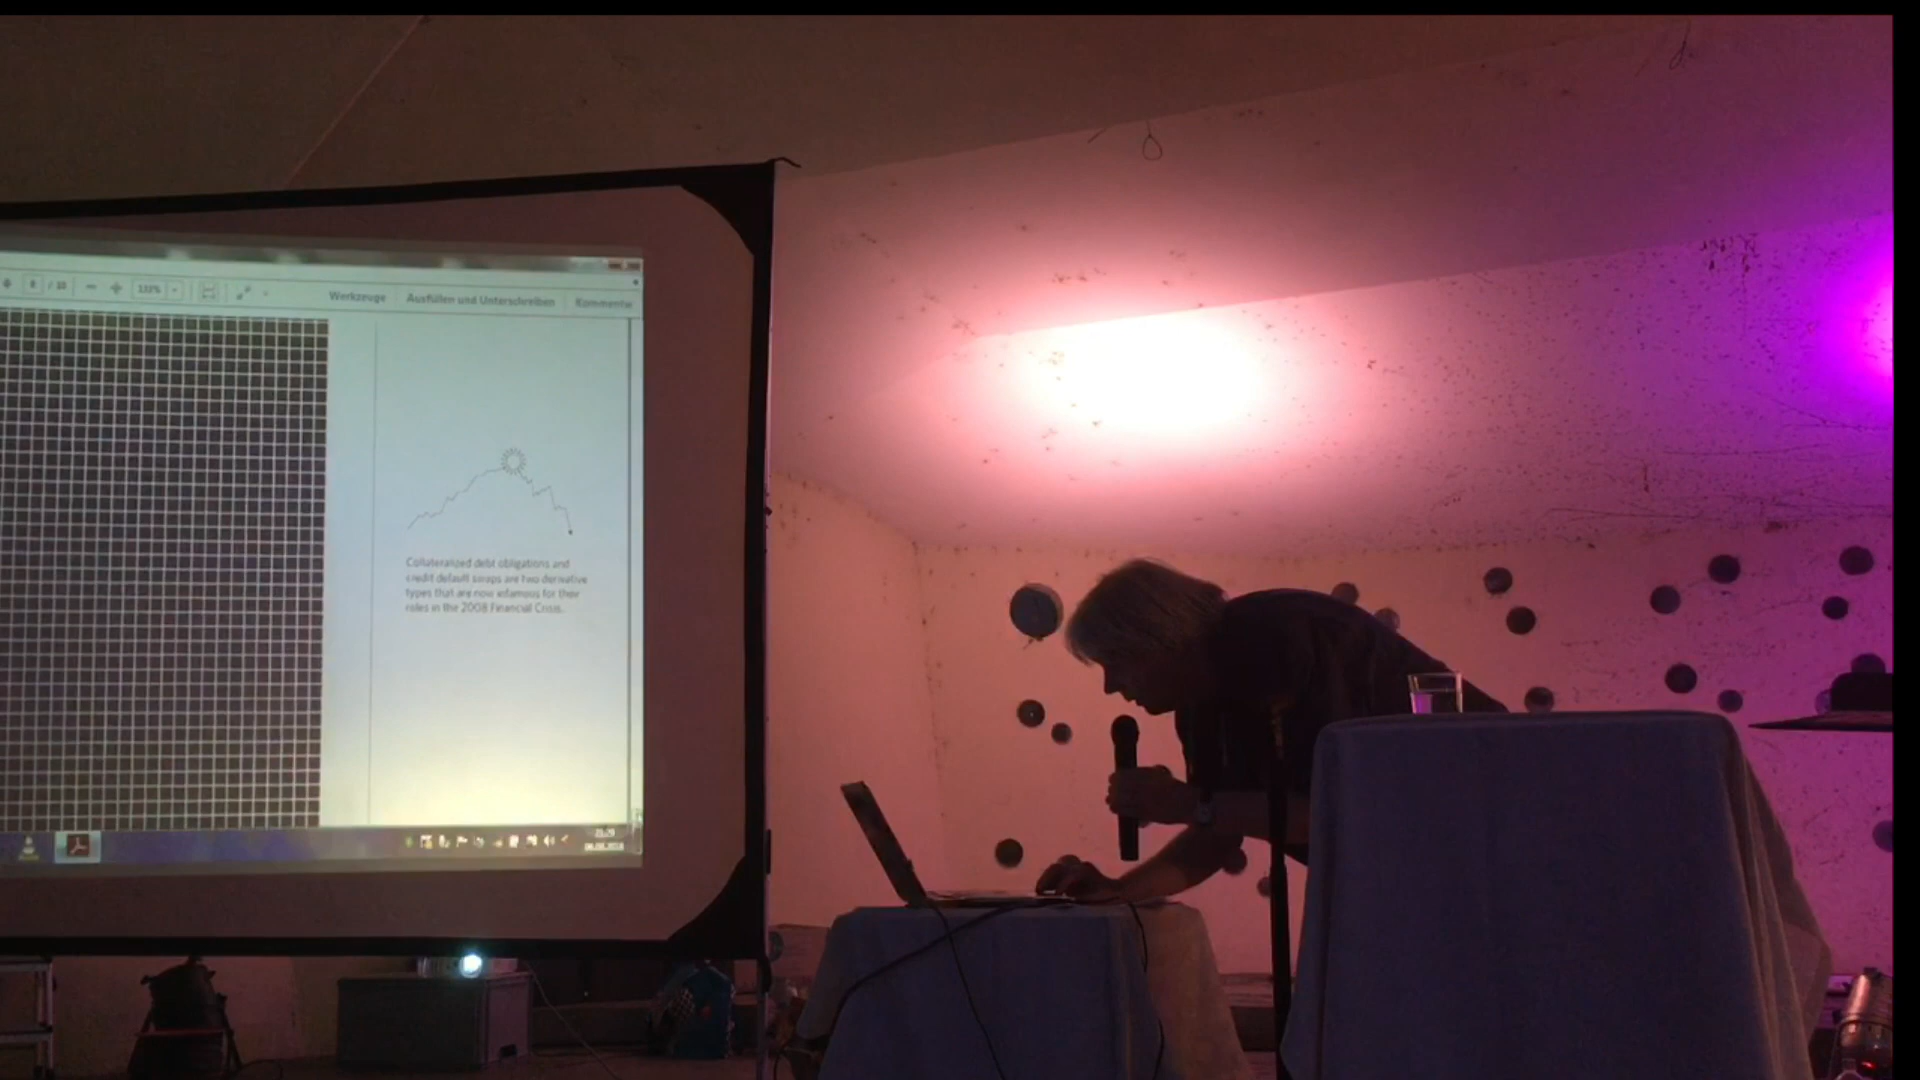 132%
Werkzeuge Ausfüllen und Unterschreiben Kommentar
Collateralized debt obligations and
credit default swaps are two derivative
types that are now infamous for their
roles in the 2008 Financial Crisis.